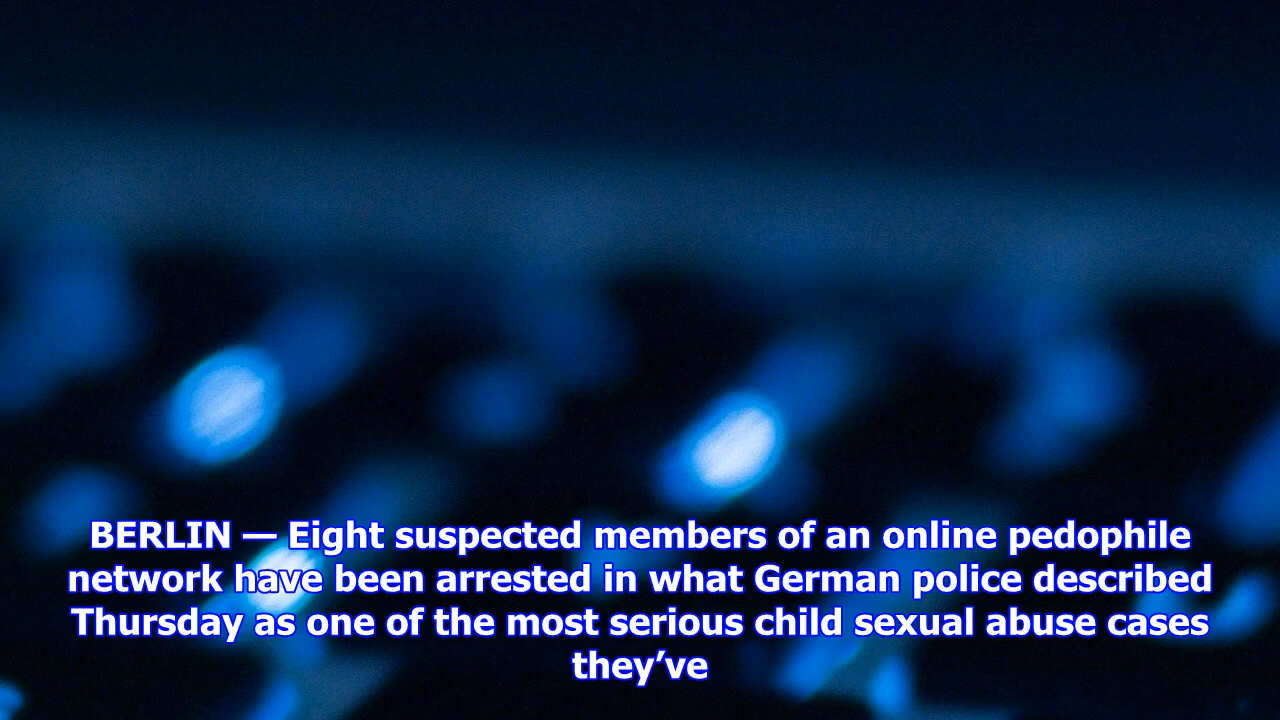 BERLIN — Eight suspected members of an online pedophile
network have been arrested in what German police described
Thursday as one of the most serious child sexual abuse cases
they’ve